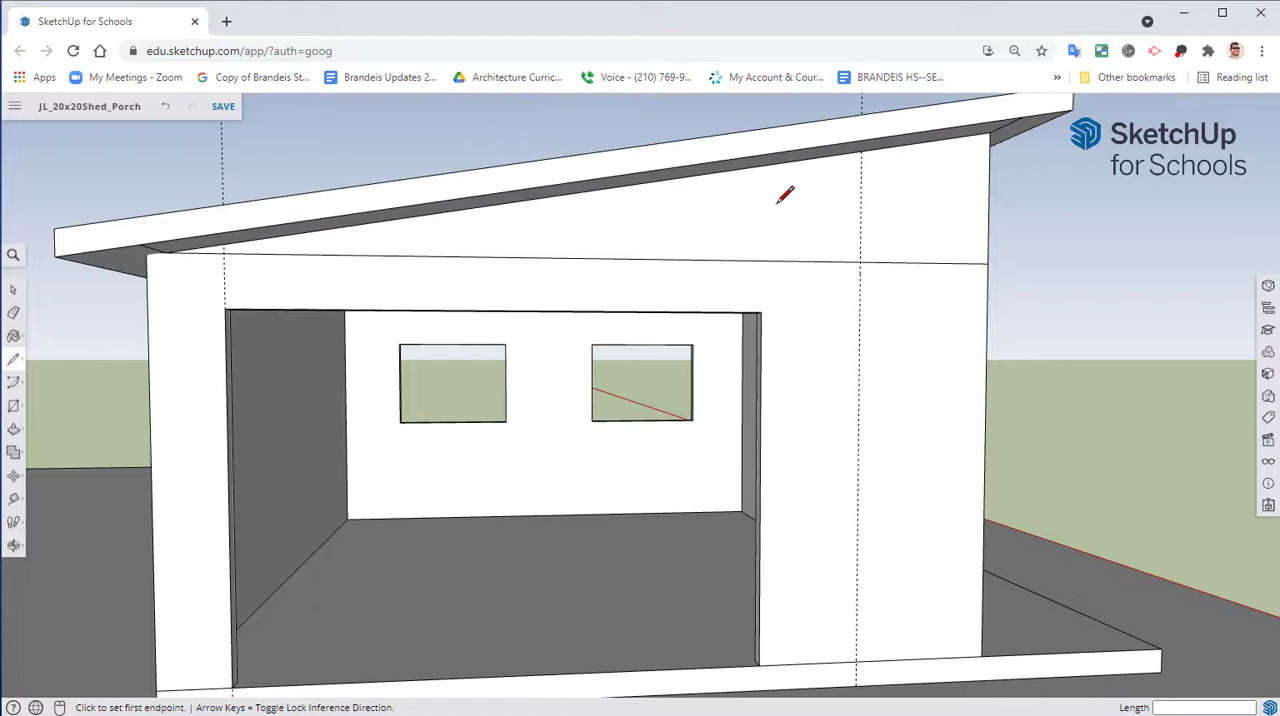 SketchUp for Schools
edu.sketchup.com/app/?auth=goog
Apps
My Meetings - Zoom
Copy of Brandeis St...
Brandeis Updates 2...
Architecture Curric...
Voice - (210) 769-9...
My Account & Cour...
BRANDEIS HS--SE...
»
Other bookmarks
Reading list
JL_20x20Shed_Porch
SAVE
SketchUp
for Schools
Click to set first endpoint. | Arrow Keys = Toggle Lock Inference Direction.
Length